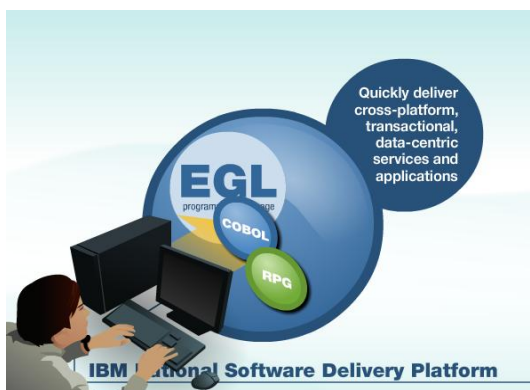 Quickly deliver
cross-platform,
transactional,
data-centric
services and
applications
EGL
COBOL
RPG
IBM Software Delivery Platform